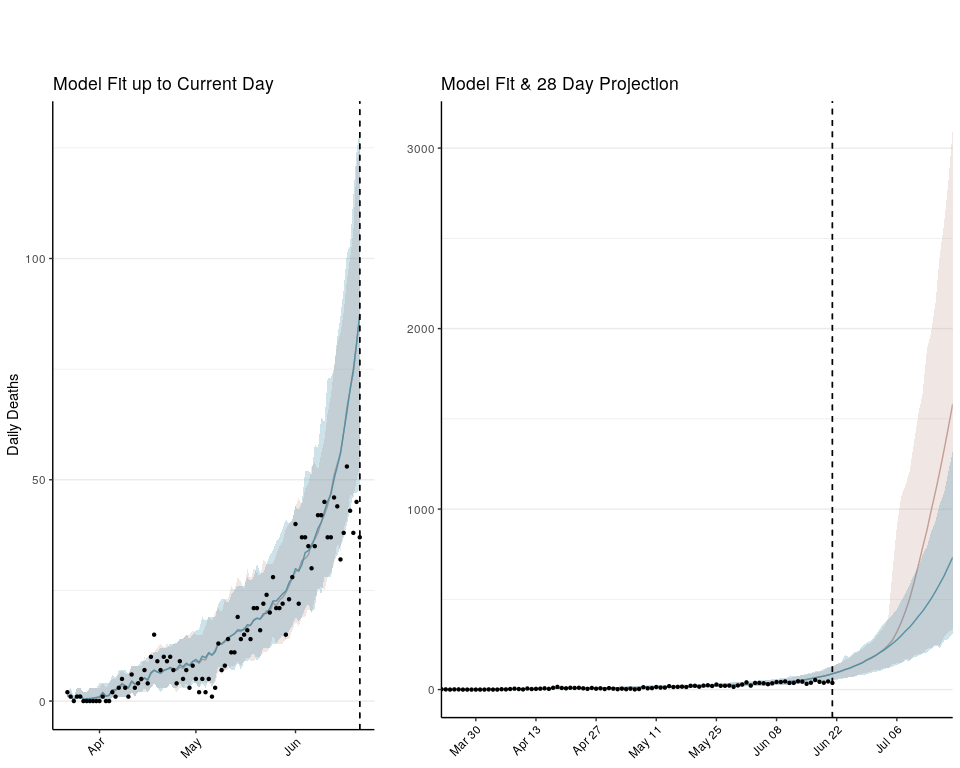 Model Fit up to Current Day
Daily Deaths
100
50
0
Apr
May
Jun
Model Fit & 28 Day Projection
3000
2000
1000
0
Mar 30
Apr 13
Apr 27
May 11
May 25
Jun 08
Jun 22
Jul 06